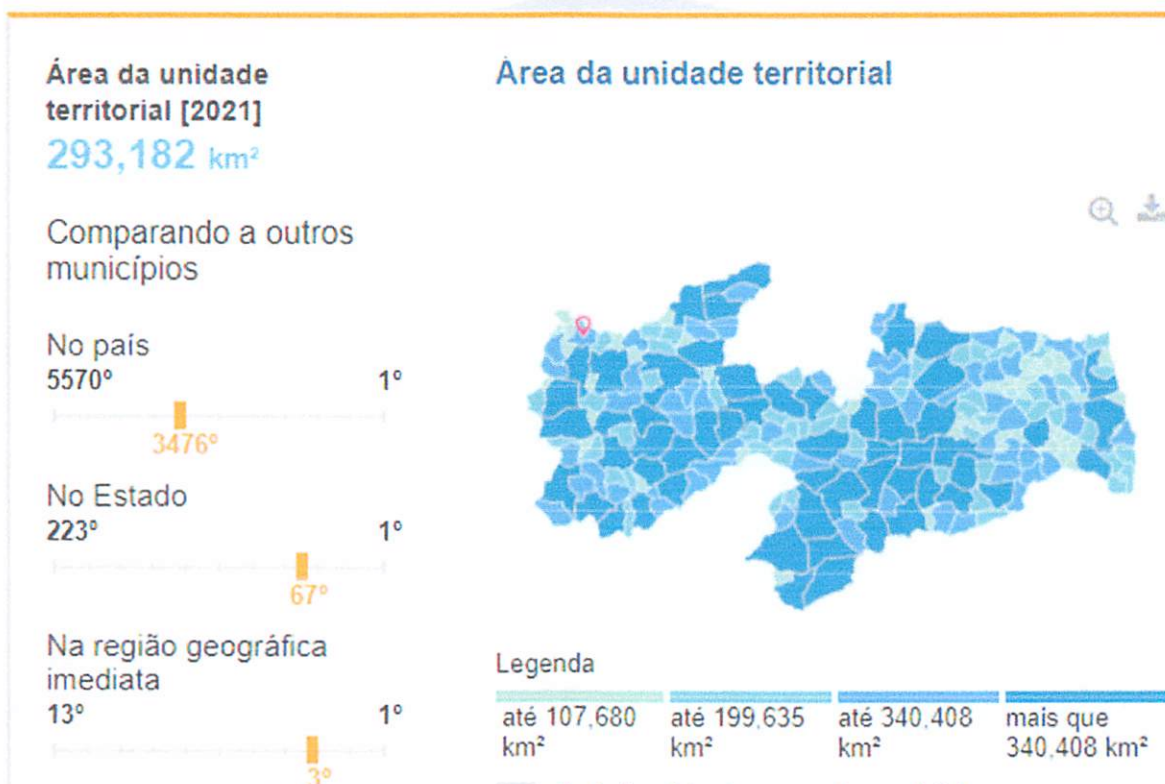 Área da unidade
territorial [2021]
293,182 km²
Comparando a outros
municípios
No país
5570º 1º
3476º
No Estado
223º 1º
67º
Na região geográfica
imediata
13º 1º
3º
Área da unidade territorial
Legenda
até 107,680
km²
até 199,635
km²
até 340,408
km²
mais que
340,408 km²